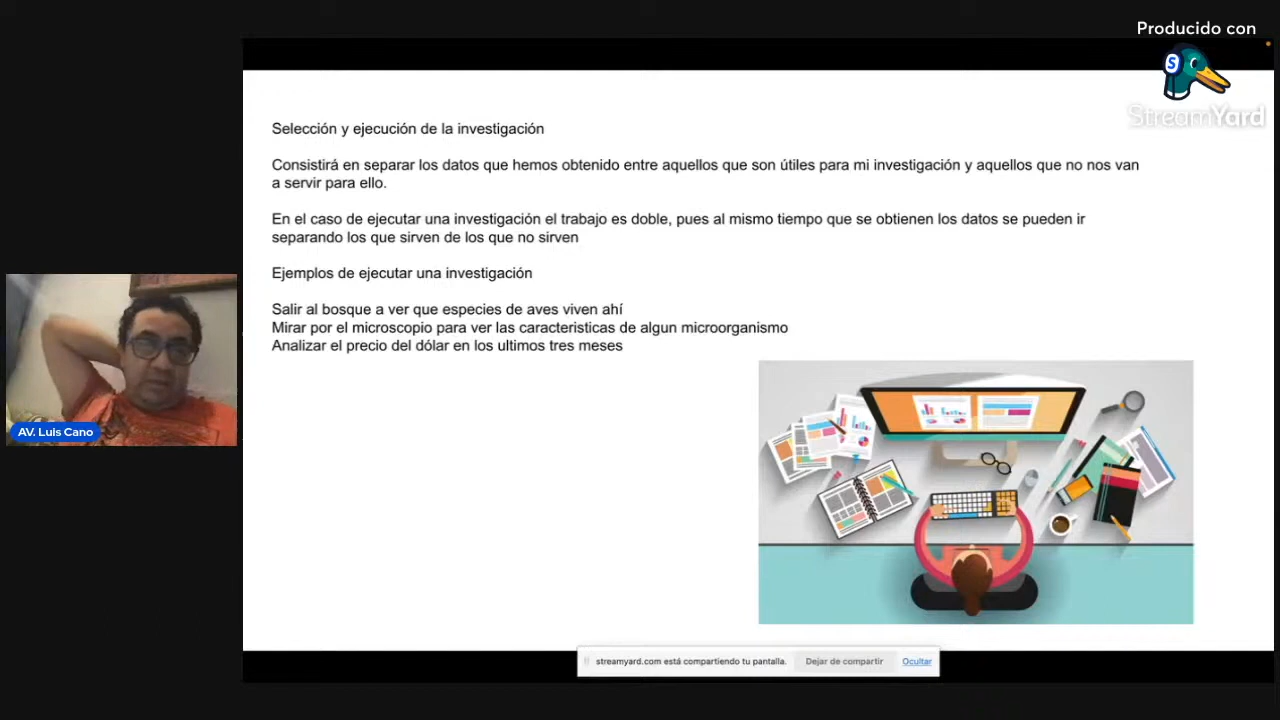 Producido con
StreamYard
Selección y ejecución de la investigación
Consistirá en separar los datos que hemos obtenido entre aquellos que son útiles para mi investigación y aquellos que no nos van
a servir para ello.
En el caso de ejecutar una investigación el trabajo es doble, pues al mismo tiempo que se obtienen los datos se pueden ir
separando los que sirven de los que no sirven
Ejemplos de ejecutar una investigación
Salir al bosque a ver que especies de aves viven ahí
Mirar por el microscopio para ver las caracteristicas de algun microorganismo
Analizar el precio del dólar en los ultimos tres meses
AV. Luis Cano
streamyard.com está compartiendo tu pantalla. Dejar de compartir Ocultar